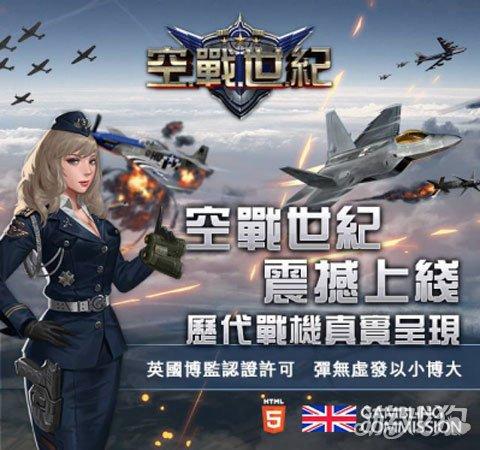 空戰世紀
空戰世紀
震撼上綫
歷代戰機真實呈現
英國博監認證許可 彈無虛發以小博大
HTML
5
GAMBLING
COMMISSION